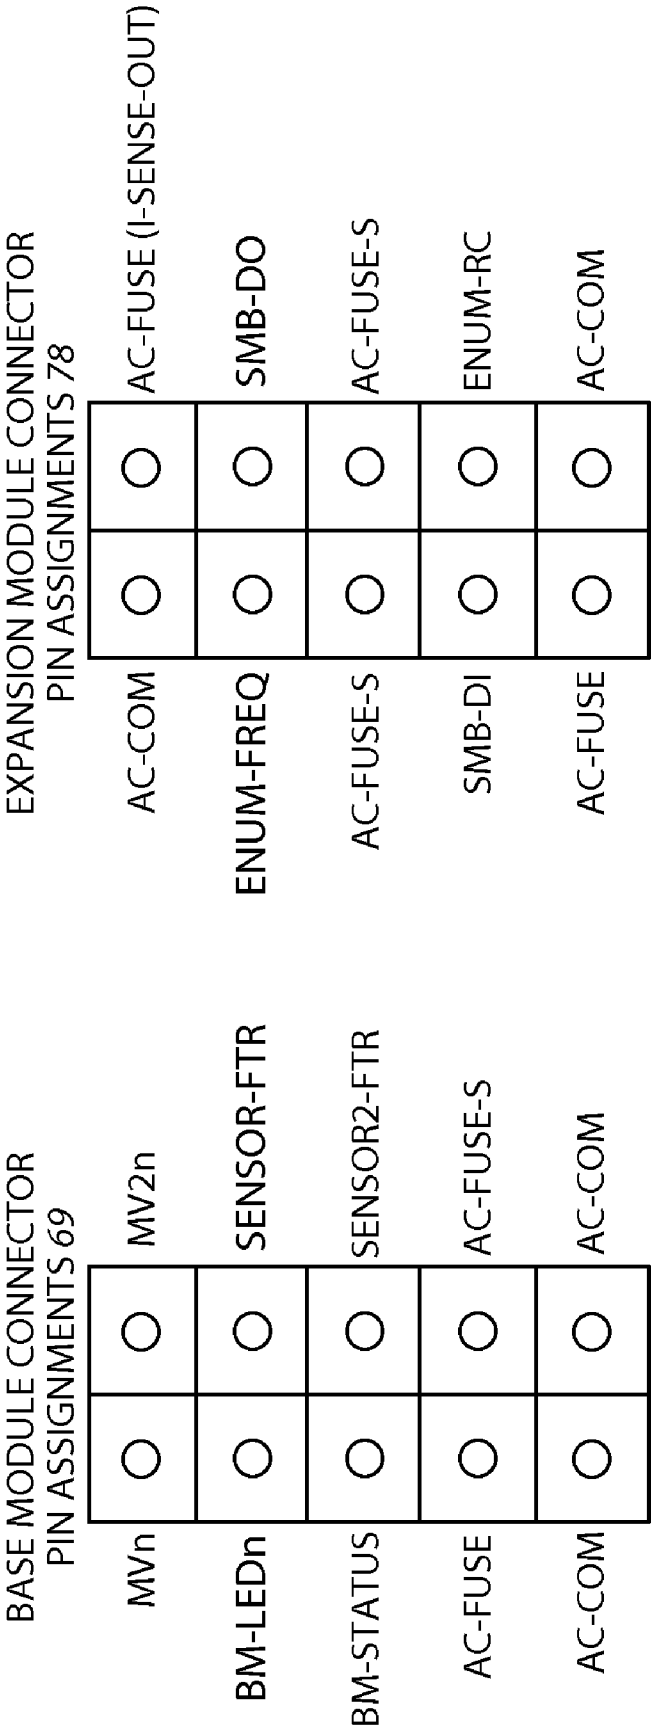 BASE MODULE CONNECTOR
PIN ASSIGNMENTS 69
MVn
MV2n
BM-LEDn
SENSOR-FTR
BM-STATUS
SENSOR2-FTR
AC-FUSE
AC-FUSE-S
AC-COM
AC-COM
EXPANSION MODULE CONNECTOR
PIN ASSIGNMENTS 78
AC-COM
AC-FUSE (I-SENSE-OUT)
ENUM-FREQ
SMB-DO
AC-FUSE-S
AC-FUSE-S
SMB-DI
ENUM-RC
AC-FUSE
AC-COM